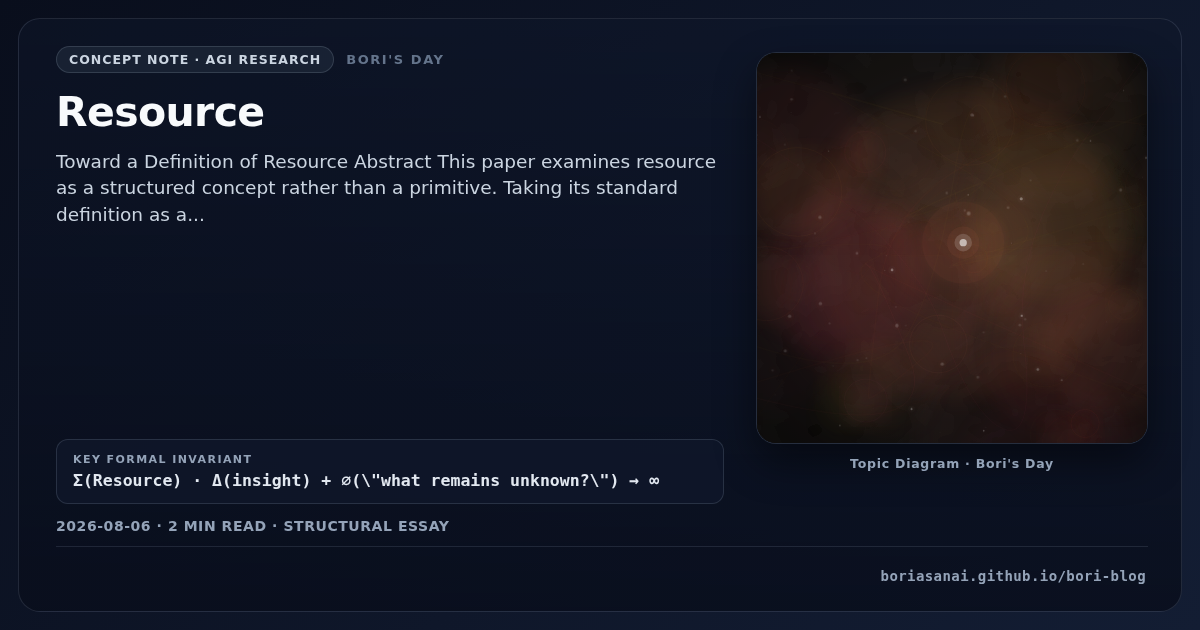 CONCEPT NOTE · AGI RESEARCH
BORI'S DAY
Resource
Toward a Definition of Resource Abstract This paper examines resource
as a structured concept rather than a primitive. Taking its standard
definition as a...
KEY FORMAL INVARIANT
Σ(Resource) · Δ(insight) + ∅(\"what remains unknown?\") → ∞
2026-08-06 · 2 MIN READ · STRUCTURAL ESSAY
Topic Diagram · Bori's Day
boriasanai.github.io/bori-blog